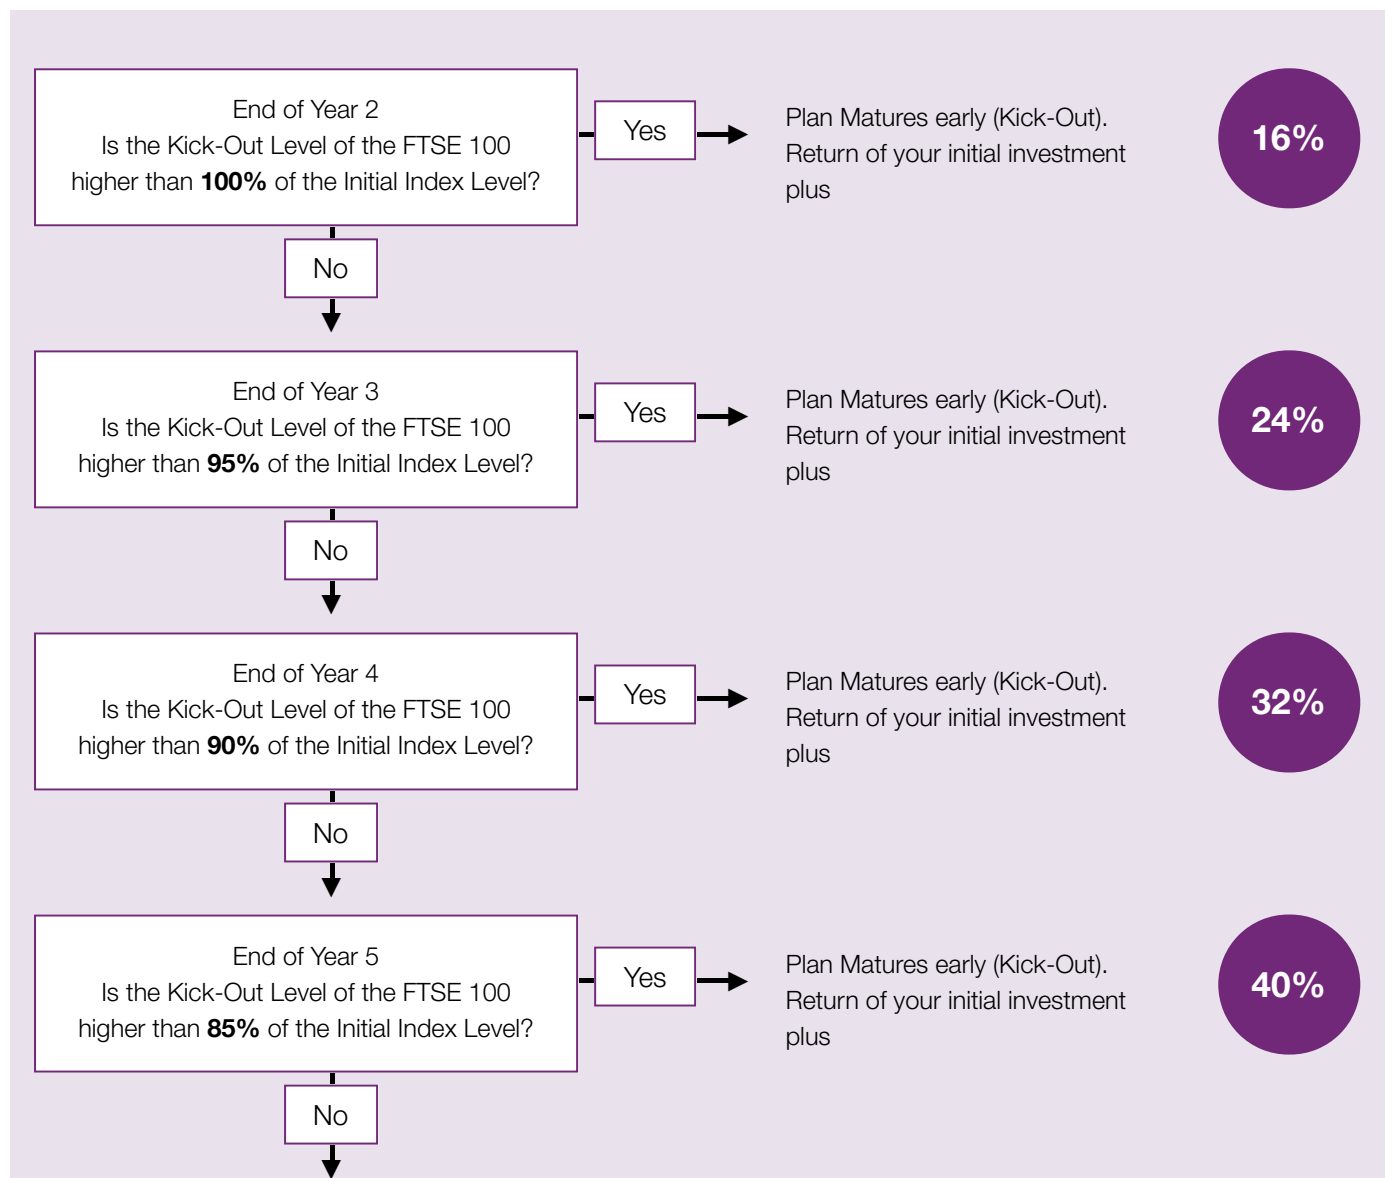 End of Year 2
Is the Kick-Out Level of the FTSE 100
higher than 100% of the Initial Index Level?
Yes
Plan Matures early (Kick-Out).
Return of your initial investment
plus
16%
No
End of Year 3
Is the Kick-Out Level of the FTSE 100
higher than 95% of the Initial Index Level?
Yes
Plan Matures early (Kick-Out).
Return of your initial investment
plus
24%
No
End of Year 4
Is the Kick-Out Level of the FTSE 100
higher than 90% of the Initial Index Level?
Yes
Plan Matures early (Kick-Out).
Return of your initial investment
plus
32%
No
End of Year 5
Is the Kick-Out Level of the FTSE 100
higher than 85% of the Initial Index Level?
Yes
Plan Matures early (Kick-Out).
Return of your initial investment
plus
40%
No